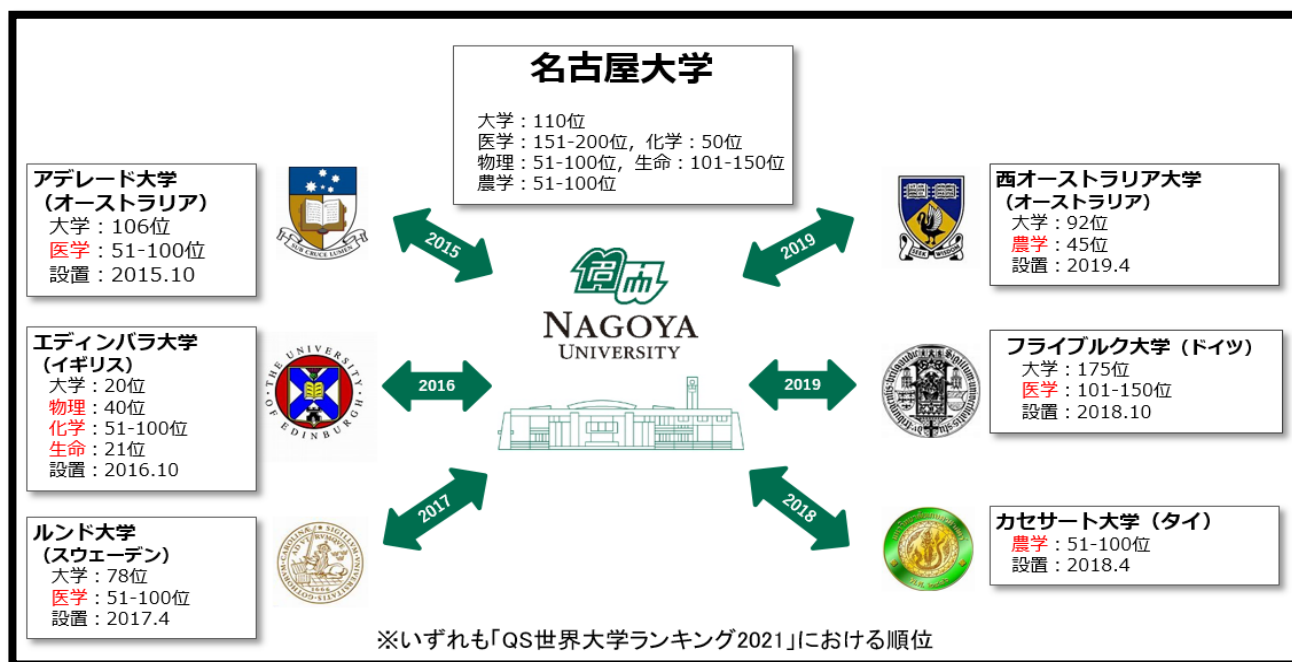 名古屋大学
大学：110位
医学：151-200位，化学：50位
物理：51-100位，生命：101-150位
農学：51-100位
アデレード大学
（オーストラリア）
大学：106位
医学：51-100位
設置：2015.10
SUB CRUCE LUMEN
2015
エディンバラ大学
（イギリス）
大学：20位
物理：40位
化学：51-100位
生命：21位
設置：2016.10
THE UNIVERSITY OF EDINBURGH
2016
ルンド大学
（スウェーデン）
大学：78位
医学：51-100位
設置：2017.4
2017
NAGOYA
UNIVERSITY
2019
SEEK WISDOM
西オーストラリア大学
（オーストラリア）
大学：92位
農学：45位
設置：2019.4
2019
フライブルク大学（ドイツ）
大学：175位
医学：101-150位
設置：2018.10
2018
カセサート大学（タイ）
農学：51-100位
設置：2018.4
※いずれも「QS世界大学ランキング2021」における順位